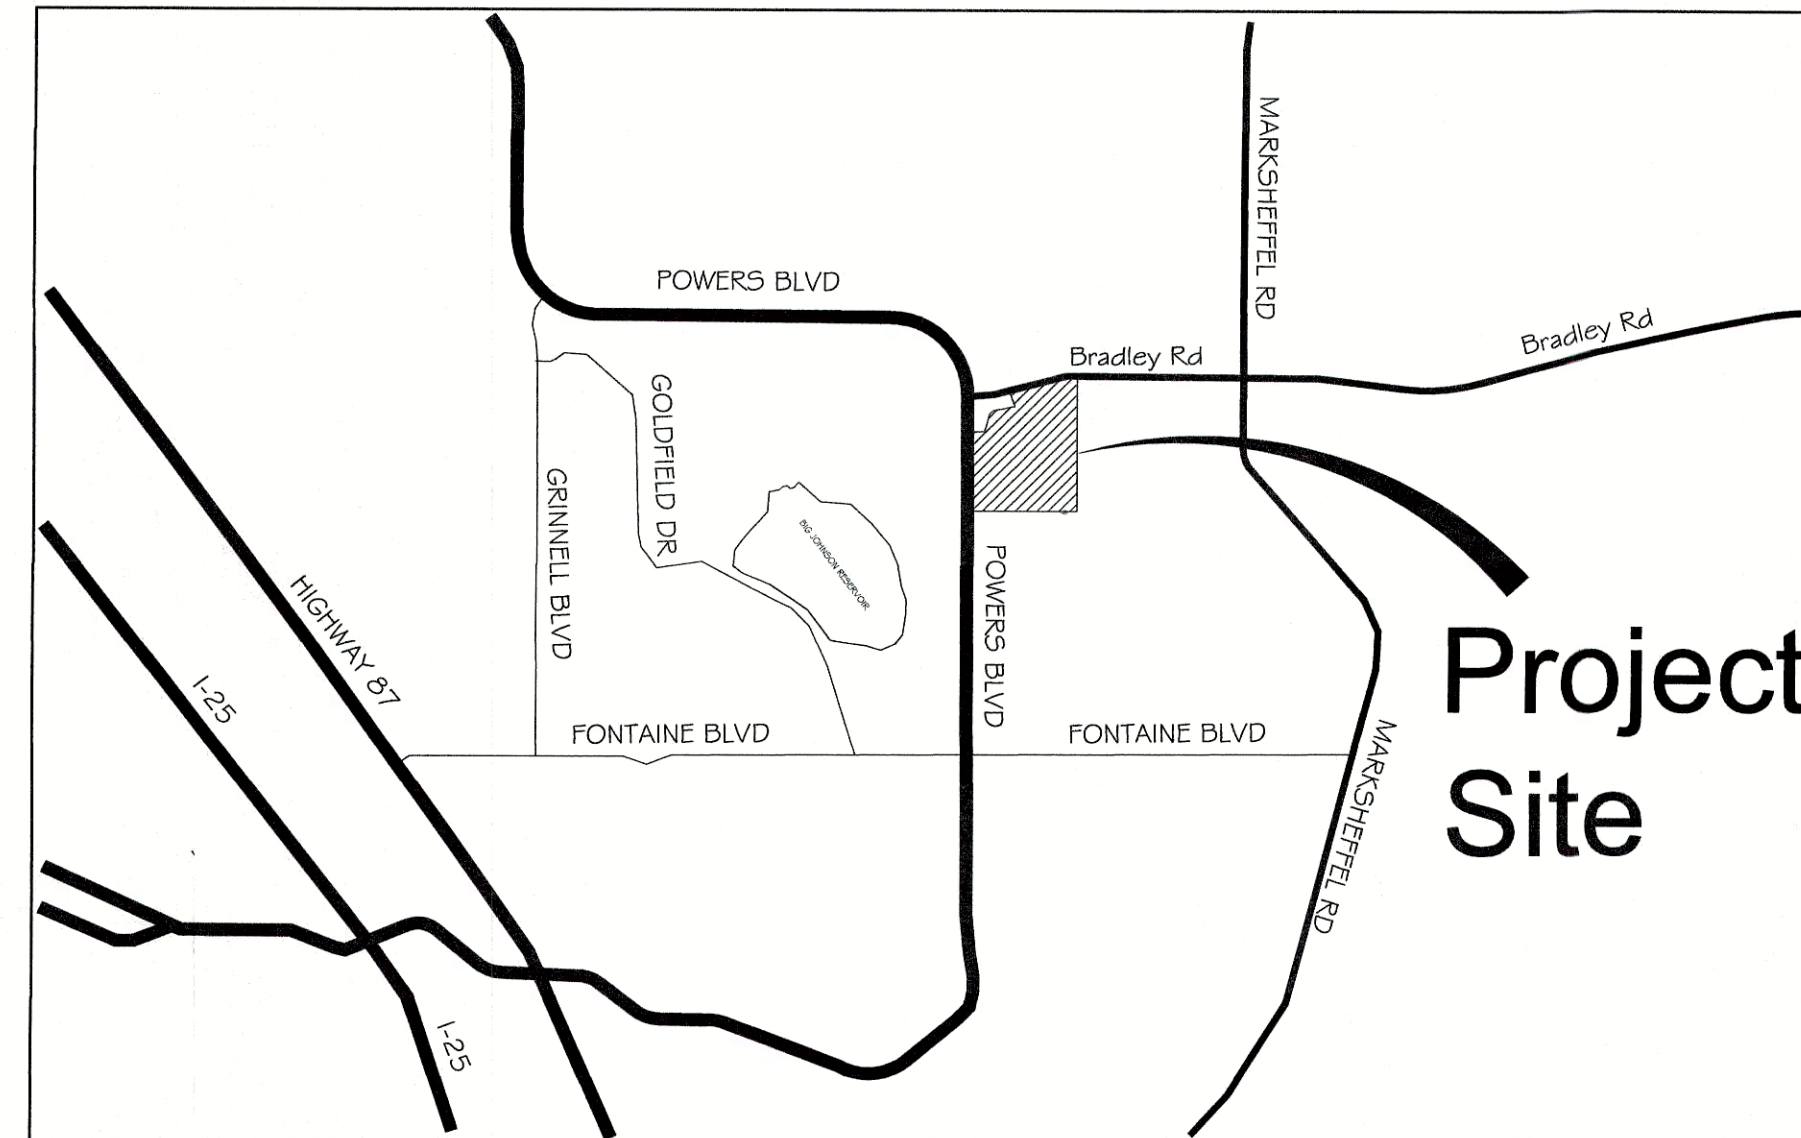 MARKSHEFFEL RD
POWERS BLVD
Bradley Rd
Bradley Rd
GOLDFIELD DR
GRINNELL BLVD
BIG JOHNSON RESERVOIR
POWERS BLVD
HIGHWAY 87
I-25
FONTAINE BLVD
FONTAINE BLVD
Project
Site
MARKSHEFFEL RD
I-25